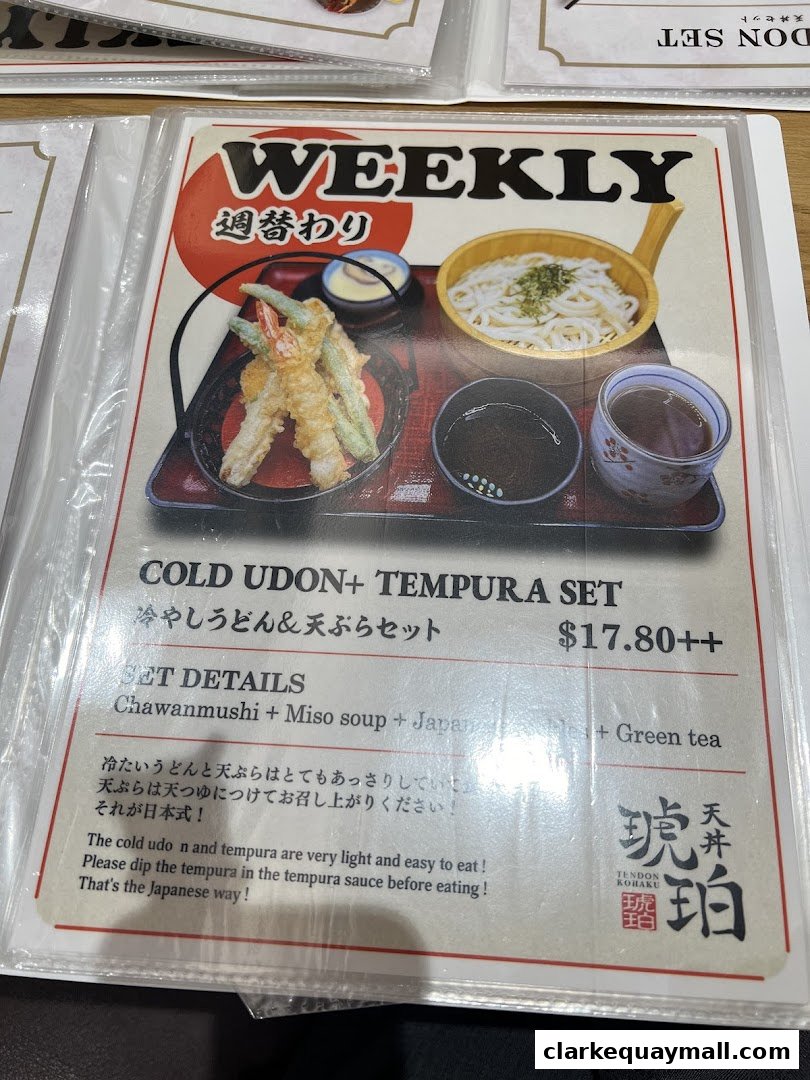 DON SET
天丼セット
WEEKLY
週替わり
COLD UDON+ TEMPURA SET
冷やしうどん&天ぷらセット
$17.80++
SET DETAILS
Chawanmushi + Miso soup + + Green tea
冷たいうどんと天ぷらはとてもあっさりしていて
天ぷらは天つゆにつけてお召し上がりください！
それが日本式！
The cold udo n and tempura are very light and easy to eat !
Please dip the tempura in the tempura sauce before eating !
That's the Japanese way !
天丼
琥珀
TENDON
KOHAKU
琥珀
clarkequaymall.com